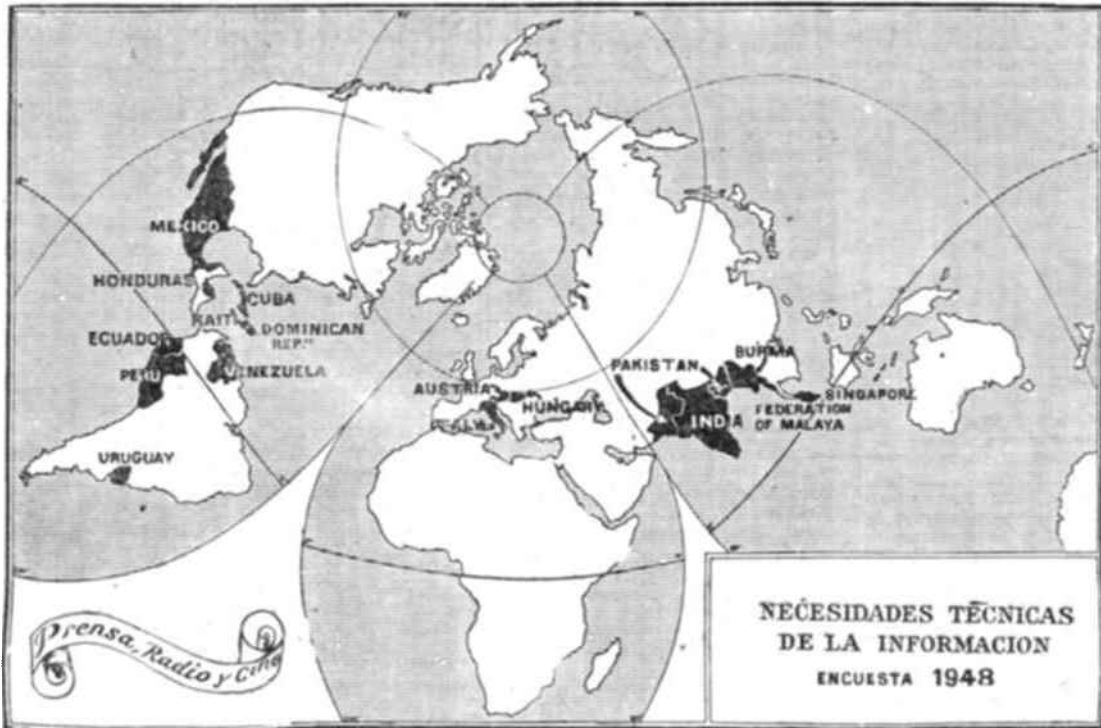 MEXICO
HONDURAS
CUBA
HAITI
DOMINICAN
REP.
ECUADOR
PERU
VENEZUELA
URUGUAY
AUSTRIA
HUNGARY
PAKISTAN
BURMA
INDIA
SINGAPORE
FEDERATION
OF MALAYA
Prensa, Radio y Cine
NECESIDADES TÉCNICAS
DE LA INFORMACION
ENCUESTA 1948